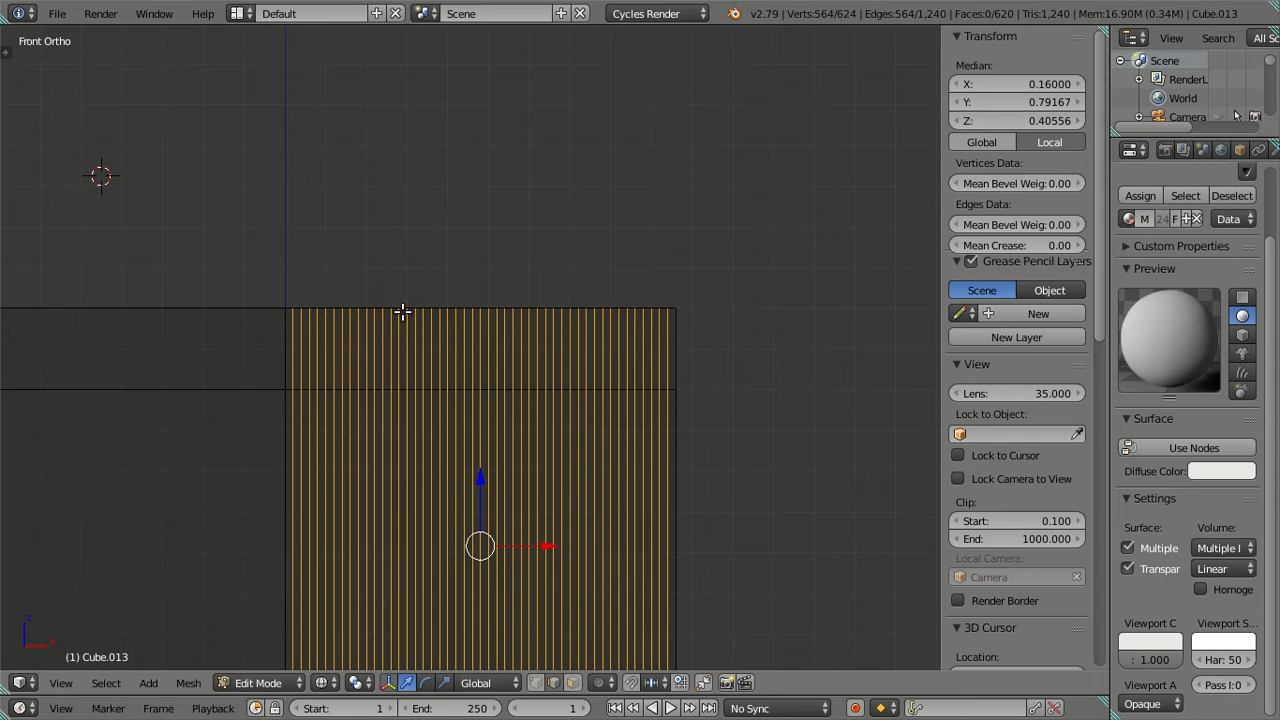 File Render Window Help Default Scene Cycles Render v2.79 | Verts:564/624 | Edges:564/1,240 | Faces:0/620 | Tris:1,240 | Mem:16.90M (0.34M) | Cube.013
Front Ortho
Transform
Median:
X: 0.16000
Y: 0.79167
Z: 0.40556
Global Local
Vertices Data:
Mean Bevel Weig: 0.00
Edges Data:
Mean Bevel Weig: 0.00
Mean Crease: 0.00
Grease Pencil Layers
Scene Object
New
New Layer
View
Lens: 35.000
Lock to Object:
Lock to Cursor
Lock Camera to View
Clip:
Start: 0.100
End: 1000.000
Local Camera:
Camera
Render Border
3D Cursor
Location:
View Search All Sc
Scene
RenderL
World
Camera
Assign Select Deselect
M 24 F Data
Custom Properties
Preview
Surface
Use Nodes
Diffuse Color:
Settings
Surface: Volume:
Multiple Multiple I
Transpar Linear
Homoge
Viewport C Viewport S...
: 1.000 Har: 50
Viewport A Pass I:0
Opaque
z
x
(1) Cube.013
View Select Add Mesh Edit Mode Global
View Marker Frame Playback Start: 1 End: 250 1 No Sync